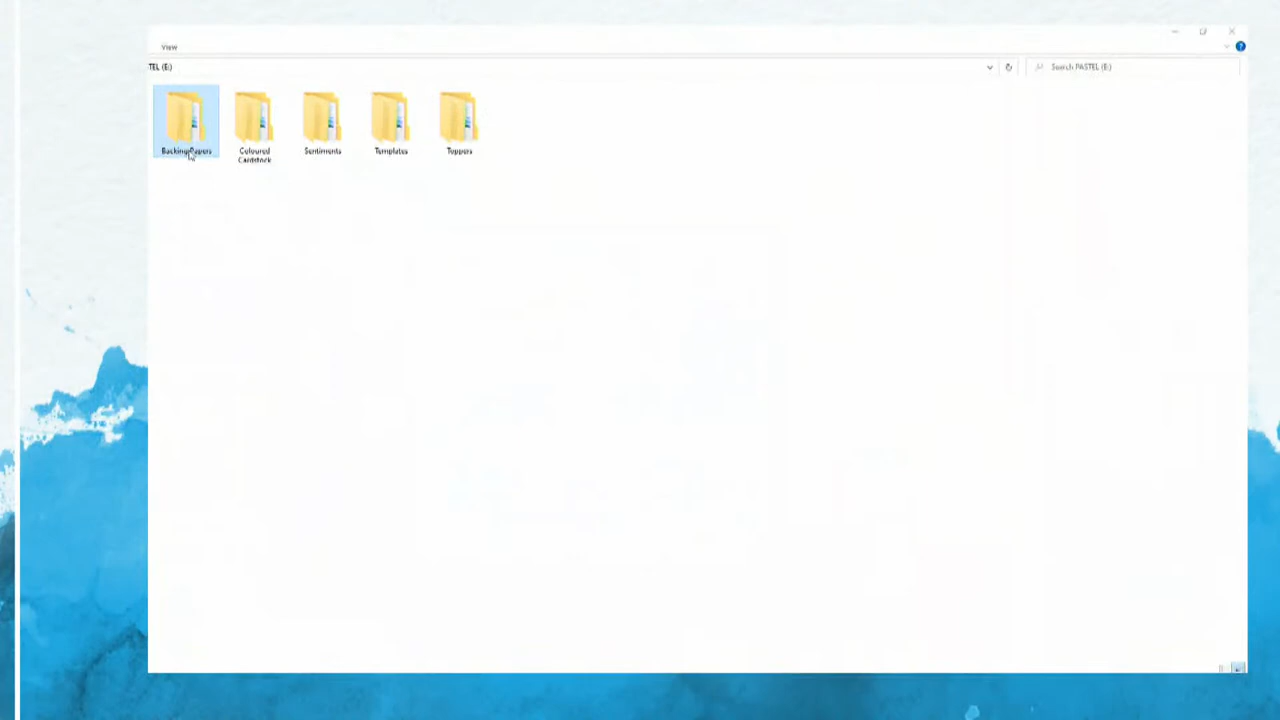 View
TEL (E:)
Search PASTEL (E:)
Backing Papers
Coloured
Cardstock
Sentiments
Templates
Toppers